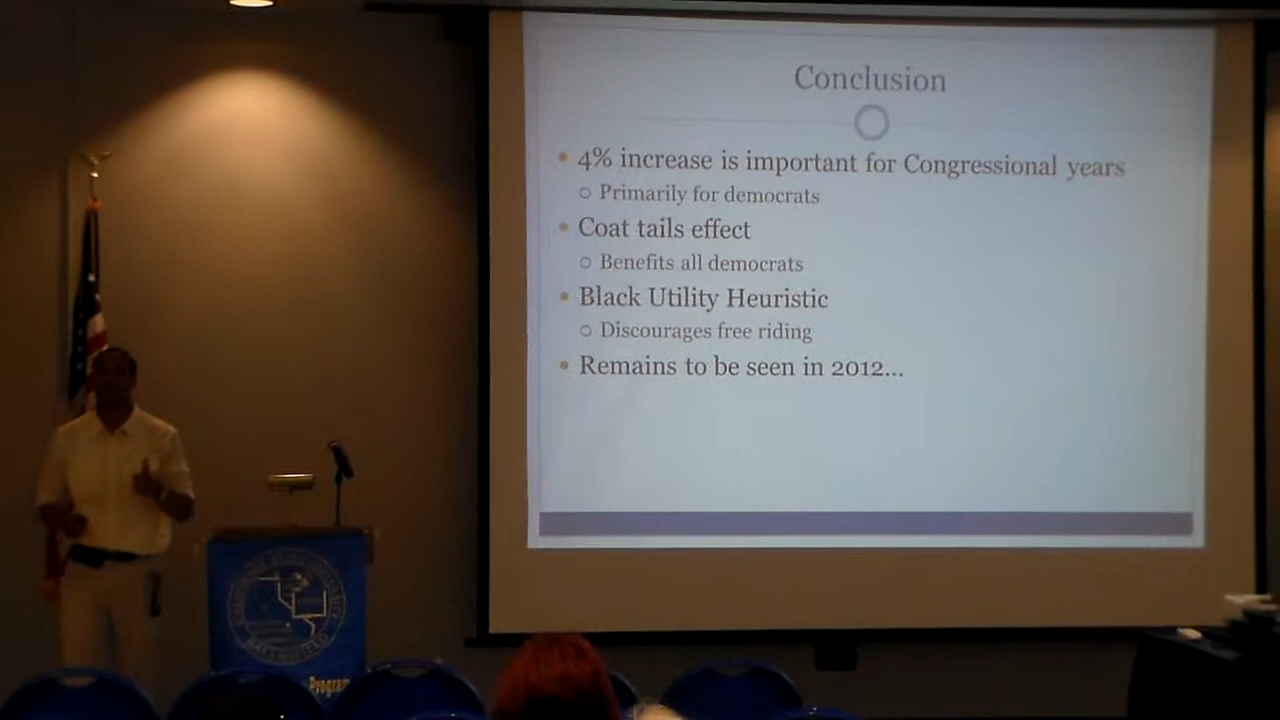 Conclusion
4% increase is important for Congressional years
Primarily for democrats
Coat tails effect
Benefits all democrats
Black Utility Heuristic
Discourages free riding
Remains to be seen in 2012...
Program